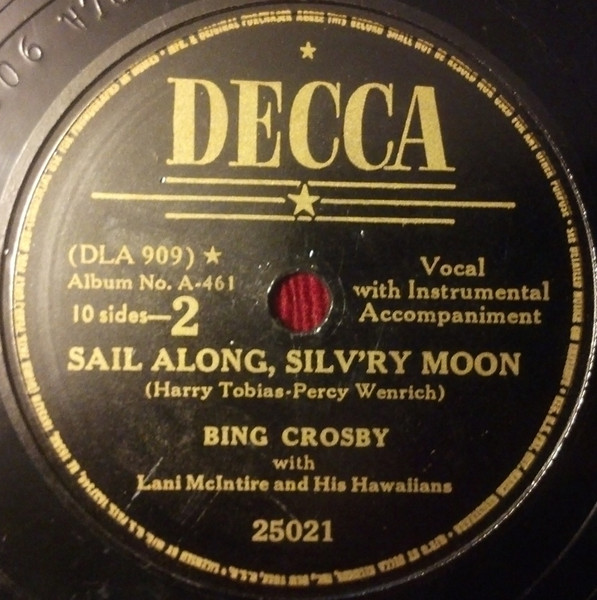 DECCA
(DLA 909) ★
Album No. A-461
10 sides—2
Vocal
with Instrumental
Accompaniment
SAIL ALONG, SILV'RY MOON
(Harry Tobias-Percy Wenrich)
BING CROSBY
with
Lani McIntire and His Hawaiians
25021